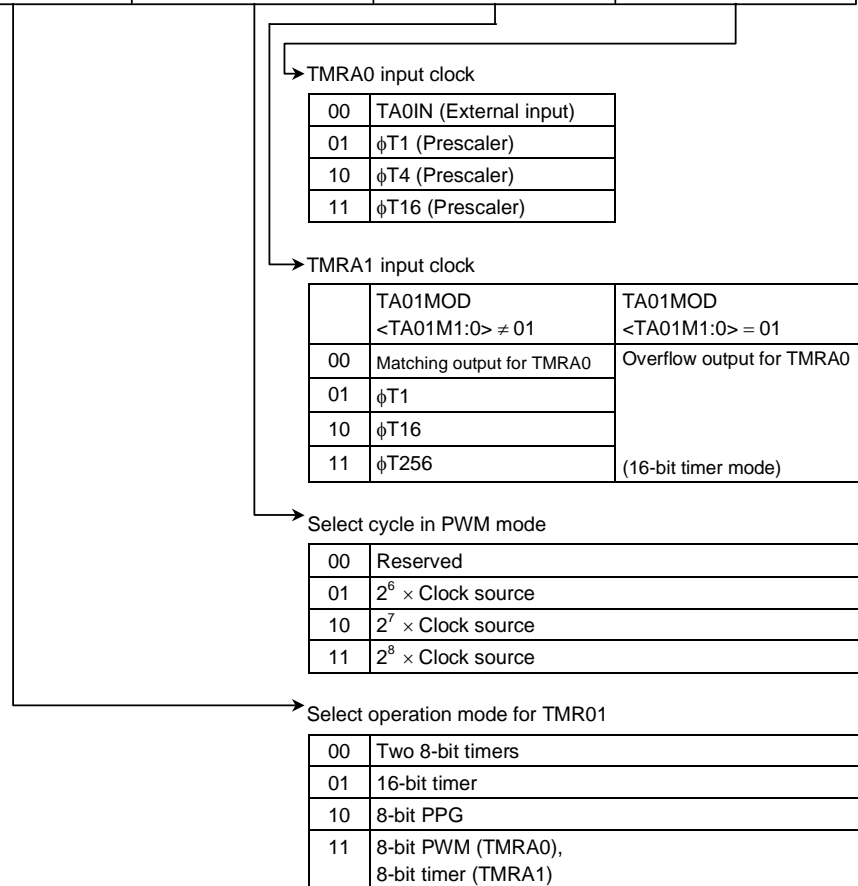 TMRA0 input clock
00 TA0IN (External input)
01 ϕT1 (Prescaler)
10 ϕT4 (Prescaler)
11 ϕT16 (Prescaler)
TMRA1 input clock
TA01MOD TA01MOD
<TA01M1:0> ≠ 01 <TA01M1:0> = 01
00 Matching output for TMRA0 Overflow output for TMRA0
01 ϕT1
10 ϕT16
11 ϕT256 (16-bit timer mode)
Select cycle in PWM mode
00 Reserved
01 2⁶ × Clock source
10 2⁷ × Clock source
11 2⁸ × Clock source
Select operation mode for TMR01
00 Two 8-bit timers
01 16-bit timer
10 8-bit PPG
11 8-bit PWM (TMRA0),
8-bit timer (TMRA1)